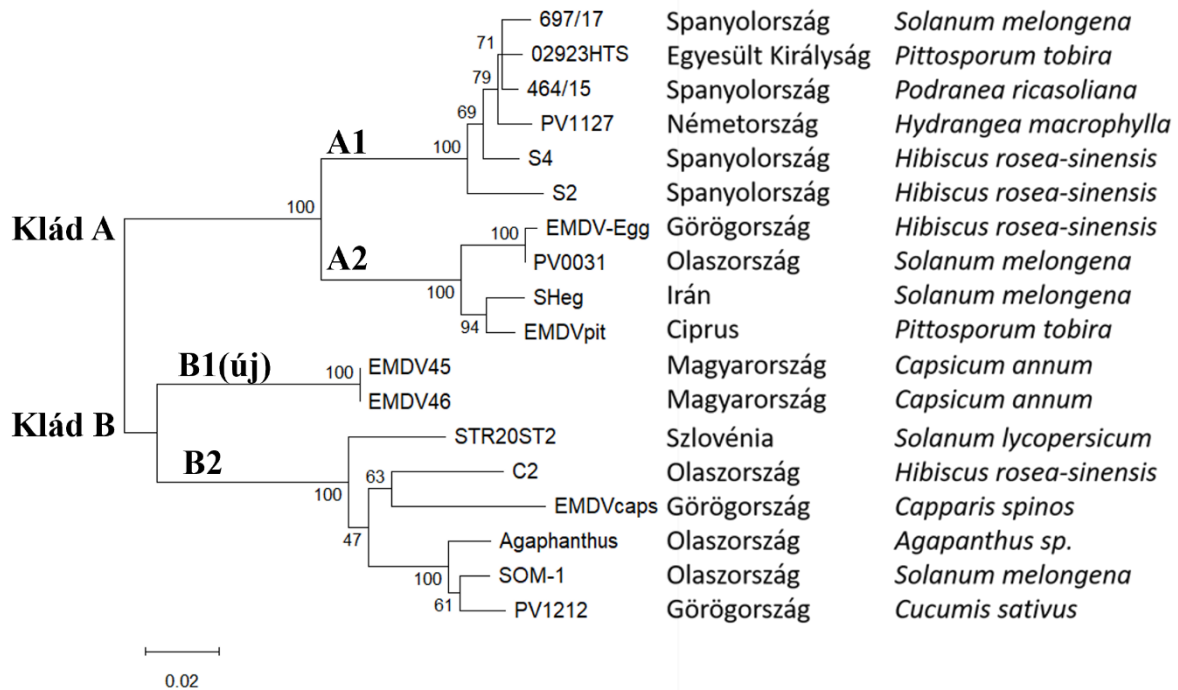 697/17 Spanyolország Solanum melongena
71
02923HTS Egyesült Királyság Pittosporum tobira
79
464/15 Spanyolország Podranea ricasoliana
69
PV1127 Németország Hydrangea macrophylla
A1
100
S4 Spanyolország Hibiscus rosea-sinensis
S2 Spanyolország Hibiscus rosea-sinensis
100
Klád A
EMDV-Egg Görögország Hibiscus rosea-sinensis
100
A2
PV0031 Olaszország Solanum melongena
100
SHeg Irán Solanum melongena
94
EMDVpit Ciprus Pittosporum tobira
B1(új)
100
EMDV45 Magyarország Capsicum annum
EMDV46 Magyarország Capsicum annum
Klád B
STR20ST2 Szlovénia Solanum lycopersicum
B2
63
C2 Olaszország Hibiscus rosea-sinensis
100
EMDVcaps Görögország Capparis spinos
47
Agaphanthus Olaszország Agapanthus sp.
100
SOM-1 Olaszország Solanum melongena
61
PV1212 Görögország Cucumis sativus
0.02